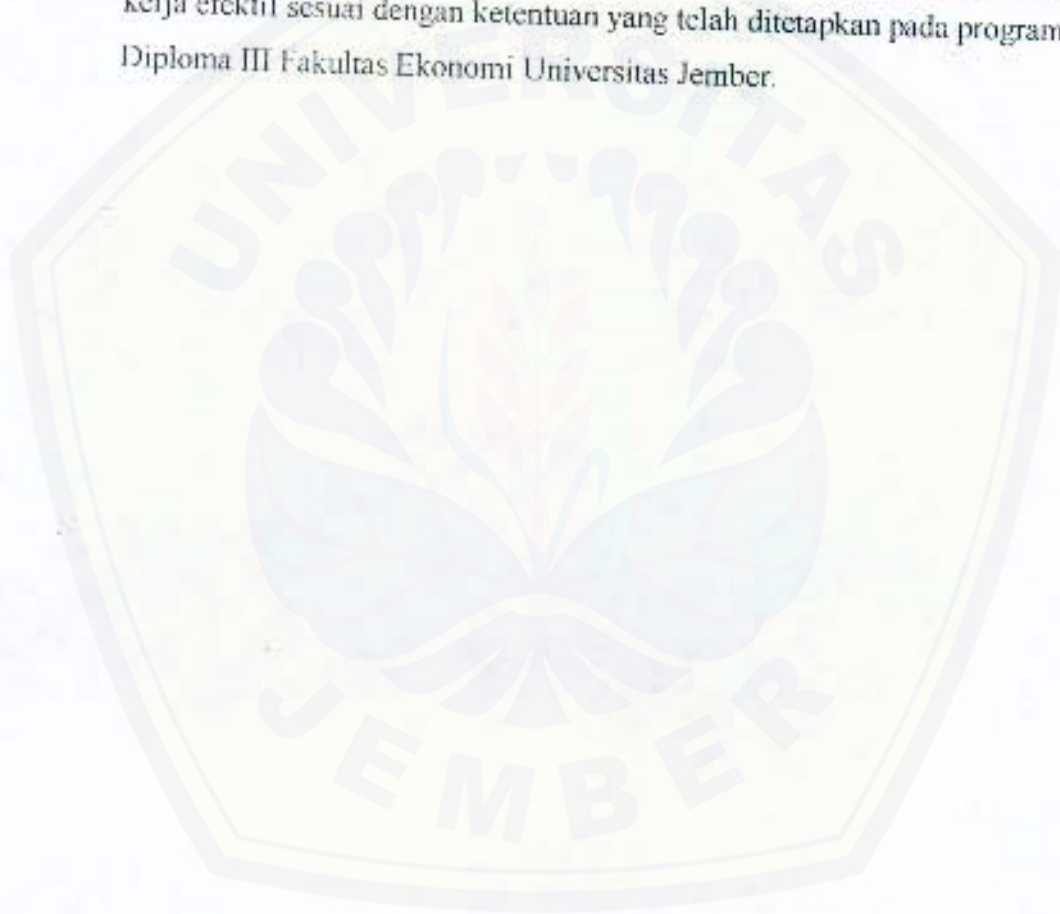 kerja efektif sesuai dengan ketentuan yang telah ditetapkan pada program
Diploma III Fakultas Ekonomi Universitas Jember.
UNIVERSITAS
JEMBER